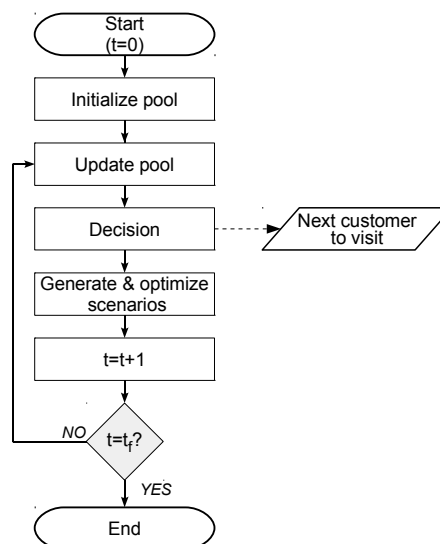 Start
(t=0)
Initialize pool
Update pool
Decision
Next customer
to visit
Generate & optimize
scenarios
t=t+1
NO
t=tf?
YES
End